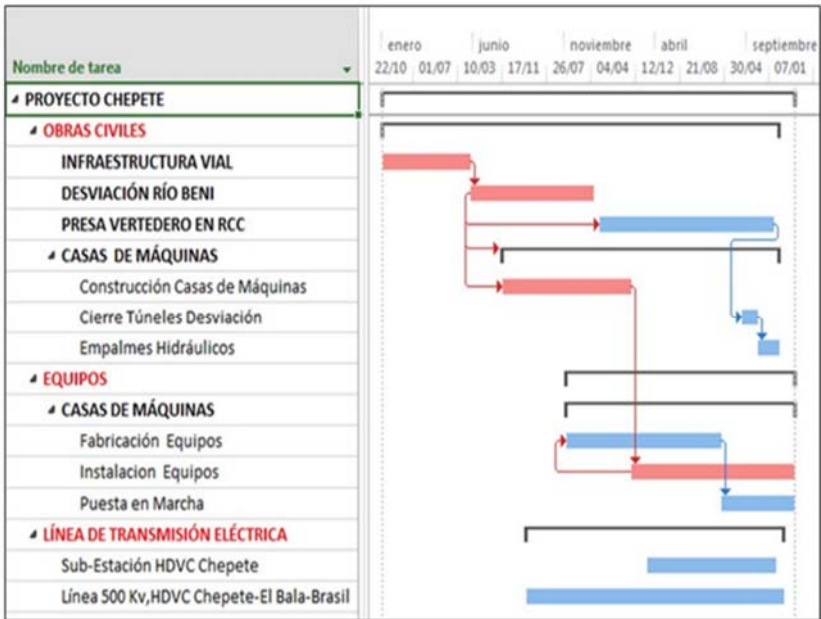 enero junio noviembre abril septiembre
Nombre de tarea 22/10 01/07 10/03 17/11 26/07 04/04 12/12 21/08 30/04 07/01
PROYECTO CHEPETE
OBRAS CIVILES
INFRAESTRUCTURA VIAL
DESVIACIÓN RÍO BENI
PRESA VERTEDERO EN RCC
CASAS DE MÁQUINAS
Construcción Casas de Máquinas
Cierre Túneles Desviación
Empalmes Hidráulicos
EQUIPOS
CASAS DE MÁQUINAS
Fabricación Equipos
Instalacion Equipos
Puesta en Marcha
LÍNEA DE TRANSMISIÓN ELÉCTRICA
Sub-Estación HDVC Chepete
Línea 500 Kv,HDVC Chepete-El Bala-Brasil